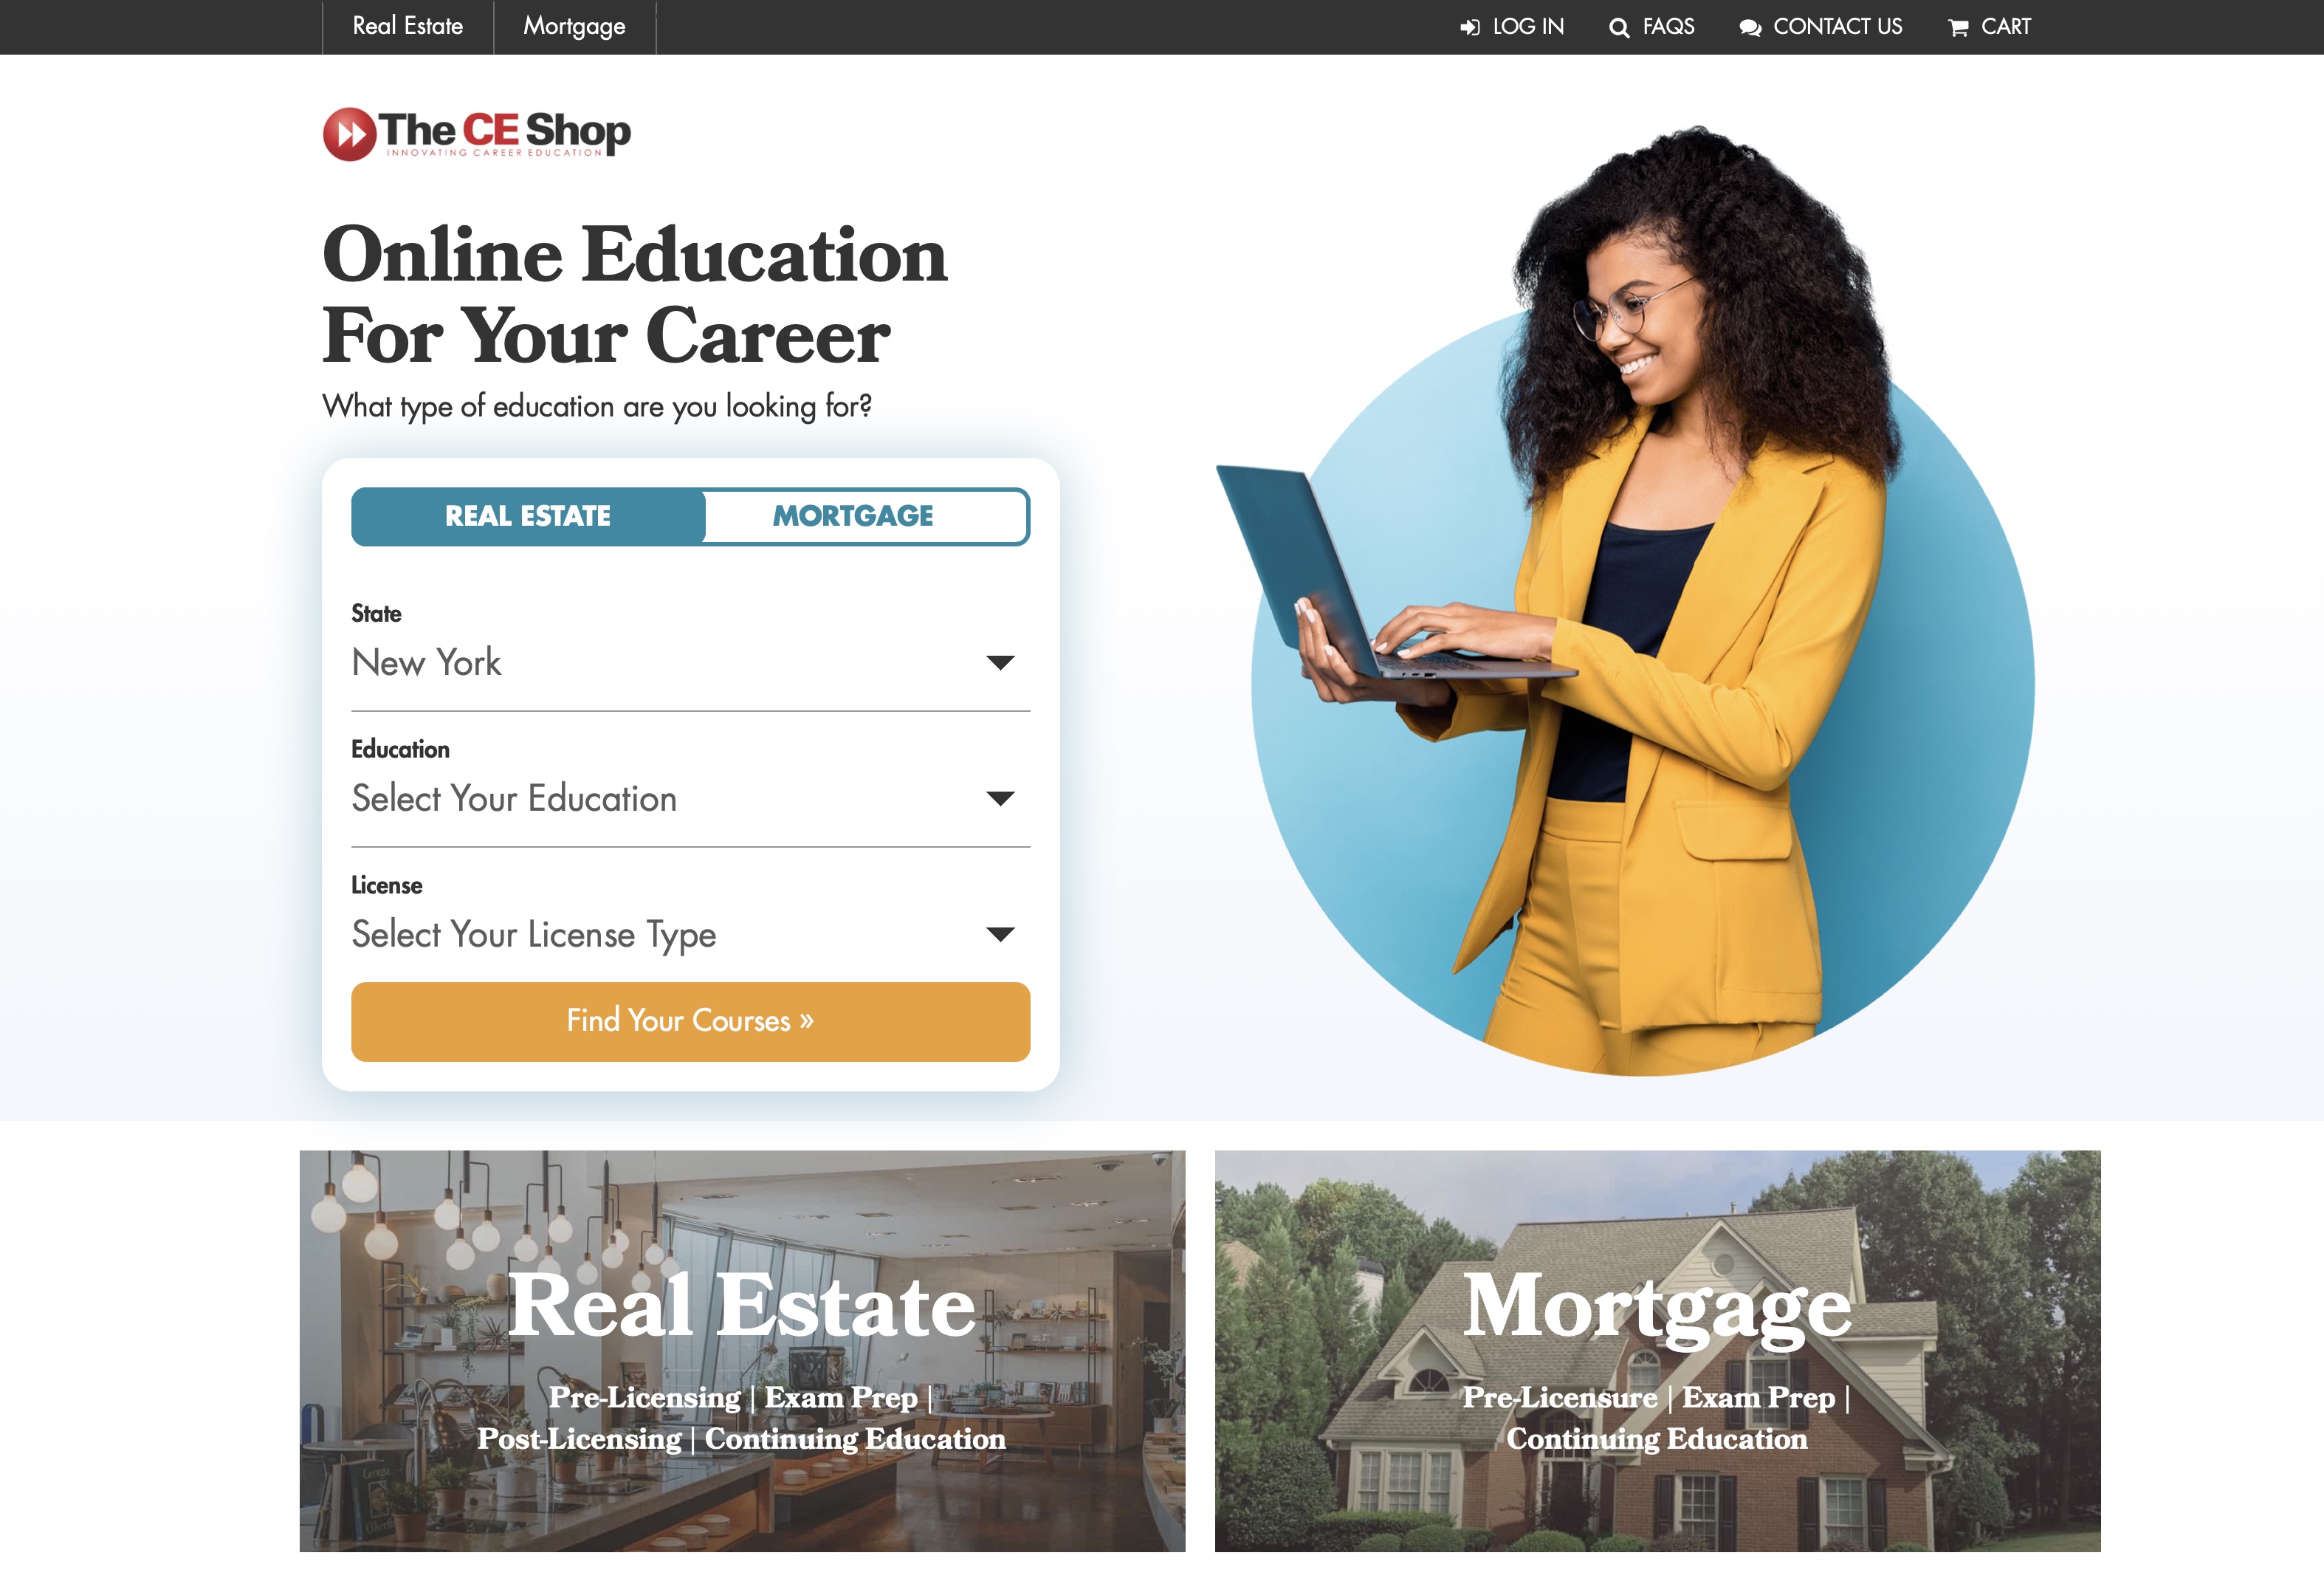 Real Estate
Mortgage
LOG IN
FAQS
CONTACT US
CART
The CE Shop
INNOVATING CAREER EDUCATION
Online Education
For Your Career
What type of education are you looking for?
REAL ESTATE
MORTGAGE
State
New York
Education
Select Your Education
License
Select Your License Type
Find Your Courses »
Real Estate
Pre-Licensing | Exam Prep |
Post-Licensing | Continuing Education
Georgia
Mortgage
Pre-Licensure | Exam Prep |
Continuing Education